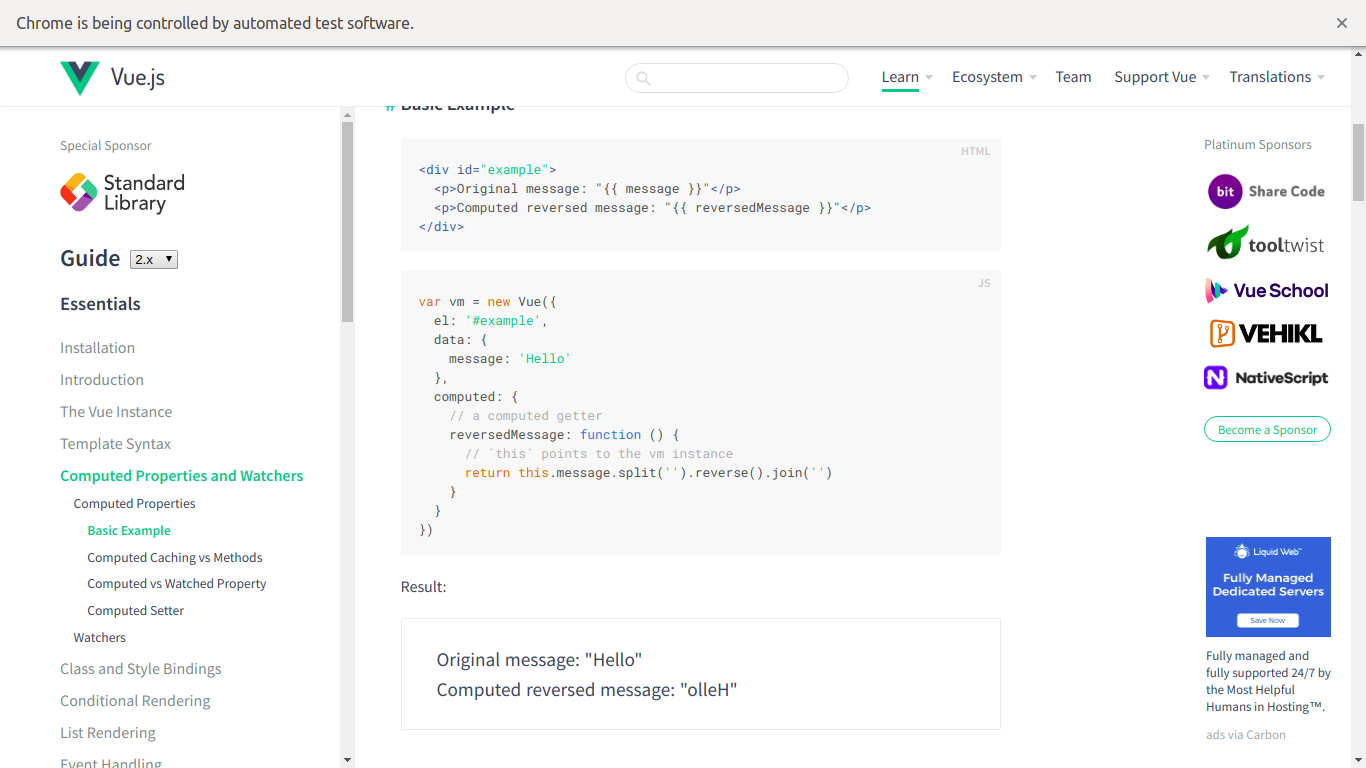 Chrome is being controlled by automated test software.
Vue.js
Learn
Ecosystem
Team
Support Vue
Translations
Special Sponsor
Standard
Library
Guide
2.x
Essentials
Installation
Introduction
The Vue Instance
Template Syntax
Computed Properties and Watchers
Computed Properties
Basic Example
Computed Caching vs Methods
Computed vs Watched Property
Computed Setter
Watchers
Class and Style Bindings
Conditional Rendering
List Rendering
Event Handling
# Basic Example
HTML
<div id="example">
  <p>Original message: "{{ message }}"</p>
  <p>Computed reversed message: "{{ reversedMessage }}"</p>
</div>
JS
var vm = new Vue({
  el: '#example',
  data: {
    message: 'Hello'
  },
  computed: {
    // a computed getter
    reversedMessage: function () {
      // `this` points to the vm instance
      return this.message.split('').reverse().join('')
    }
  }
})
Result:
Original message: "Hello"
Computed reversed message: "olleH"
Platinum Sponsors
bit Share Code
tooltwist
Vue School
VEHIKL
NativeScript
Become a Sponsor
Liquid Web™
Fully Managed
Dedicated Servers
Save Now
Fully managed and
fully supported 24/7 by
the Most Helpful
Humans in Hosting™.
ads via Carbon